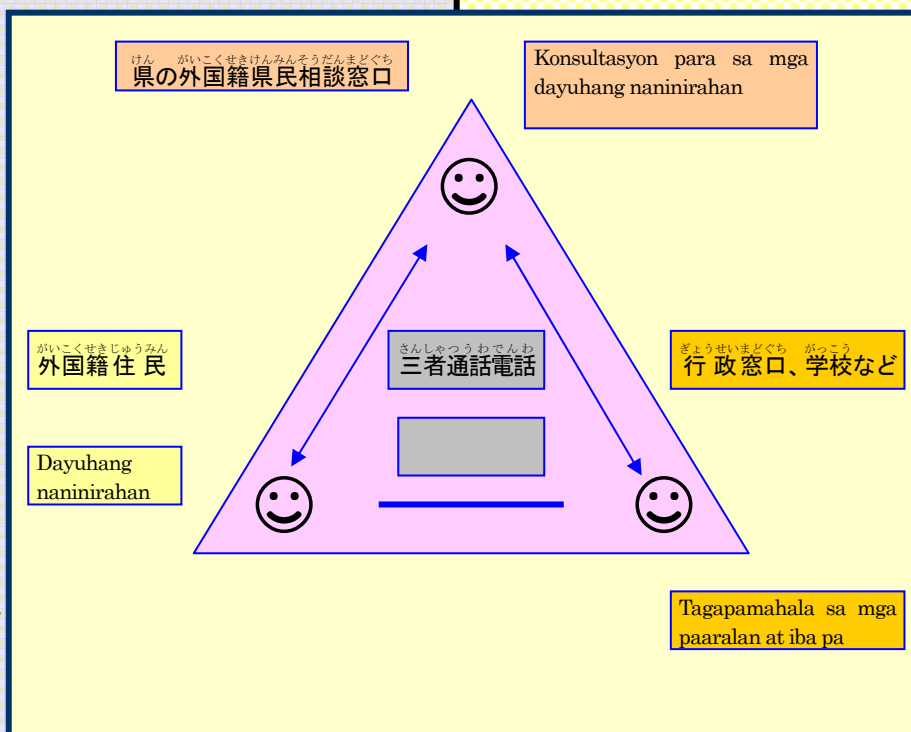 けん がいこくせきけんみんそうだんまどぐち
県の外国籍県民相談窓口
Konsultasyon para sa mga
dayuhang naninirahan
がいこくせきじゅうみん
外国籍住民
さんしゃつうわでんわ
三者通話電話
ぎょうせいまどぐち がっこう
行政窓口、学校など
Dayuhang
naninirahan
Tagapamahala sa mga
paaralan at iba pa